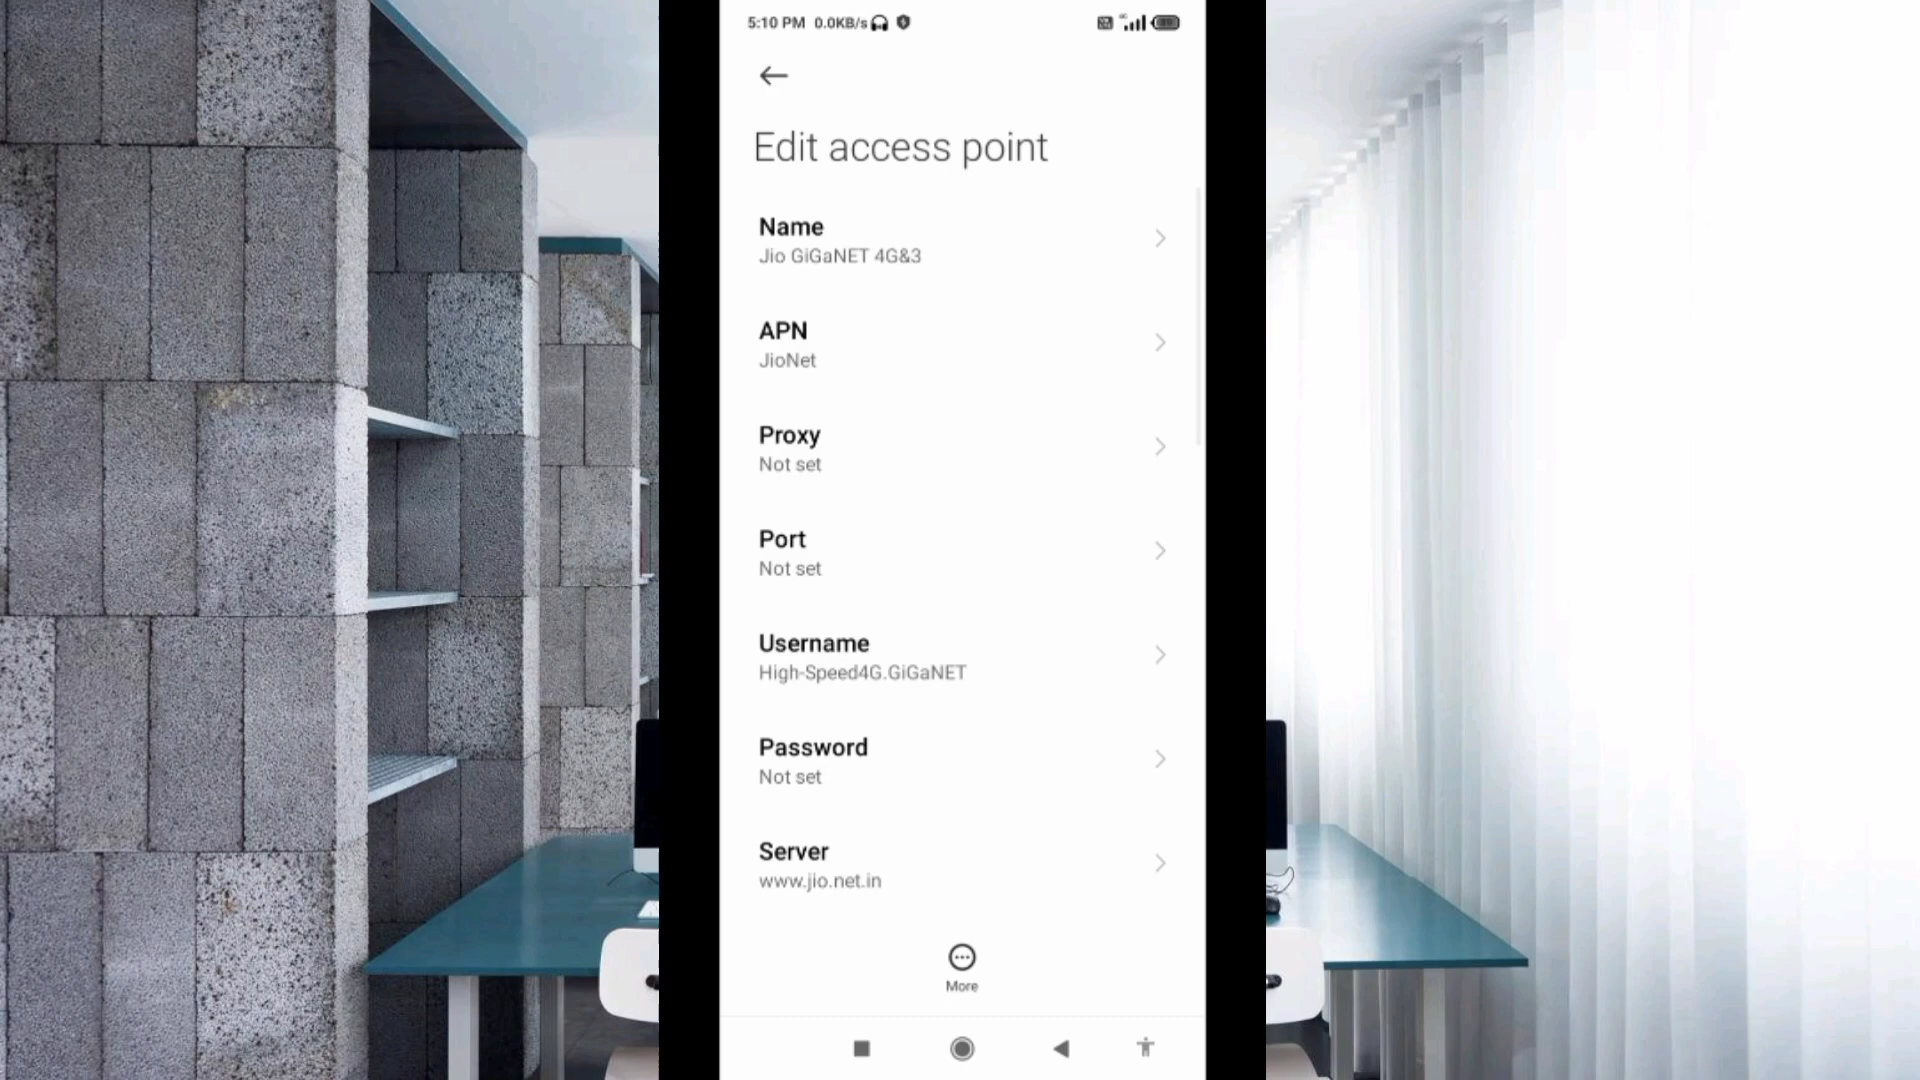 5:10 PM 0.0KB/s
Edit access point
Name
Jio GiGaNET 4G&3
APN
JioNet
Proxy
Not set
Port
Not set
Username
High-Speed4G.GiGaNET
Password
Not set
Server
www.jio.net.in
More